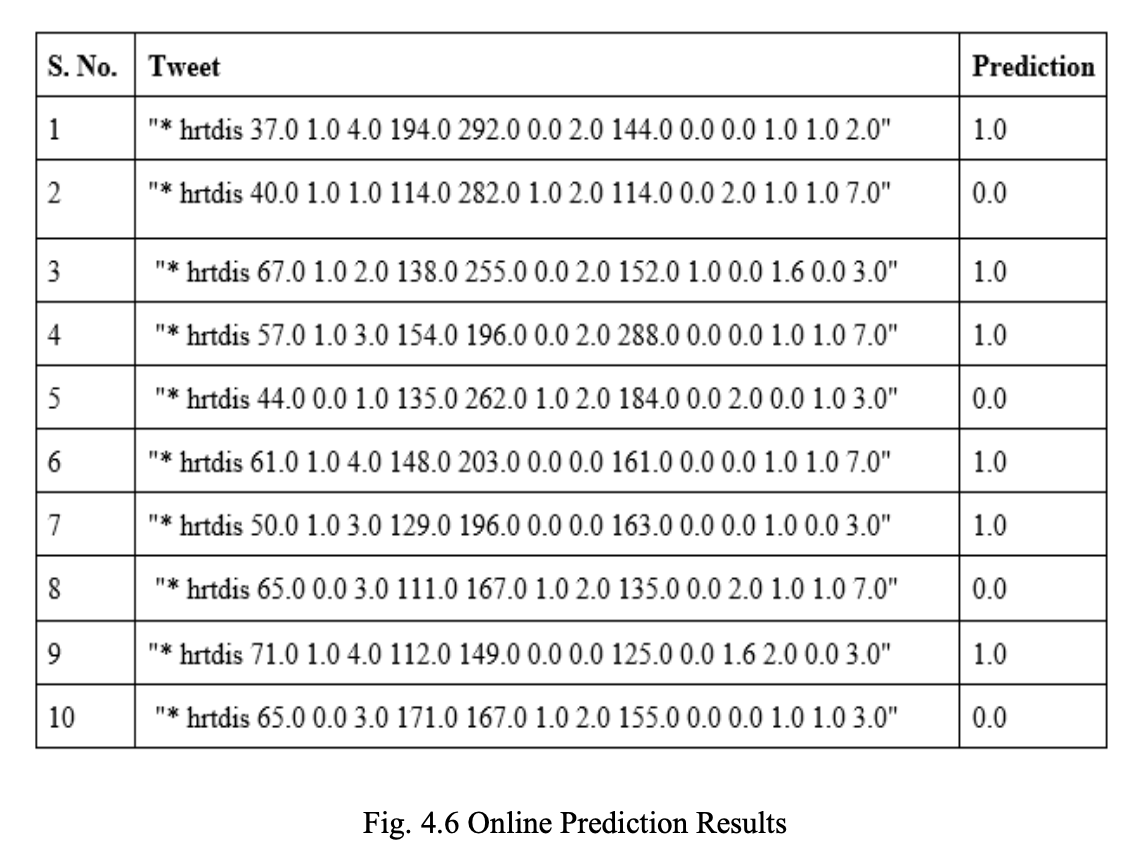 S. No. Tweet Prediction
1 "* hrtdis 37.0 1.0 4.0 194.0 292.0 0.0 2.0 144.0 0.0 0.0 1.0 1.0 2.0" 1.0
2 "* hrtdis 40.0 1.0 1.0 114.0 282.0 1.0 2.0 114.0 0.0 2.0 1.0 1.0 7.0" 0.0
3 "* hrtdis 67.0 1.0 2.0 138.0 255.0 0.0 2.0 152.0 1.0 0.0 1.6 0.0 3.0" 1.0
4 "* hrtdis 57.0 1.0 3.0 154.0 196.0 0.0 2.0 288.0 0.0 0.0 1.0 1.0 7.0" 1.0
5 "* hrtdis 44.0 0.0 1.0 135.0 262.0 1.0 2.0 184.0 0.0 2.0 0.0 1.0 3.0" 0.0
6 "* hrtdis 61.0 1.0 4.0 148.0 203.0 0.0 0.0 161.0 0.0 0.0 1.0 1.0 7.0" 1.0
7 "* hrtdis 50.0 1.0 3.0 129.0 196.0 0.0 0.0 163.0 0.0 0.0 1.0 0.0 3.0" 1.0
8 "* hrtdis 65.0 0.0 3.0 111.0 167.0 1.0 2.0 135.0 0.0 2.0 1.0 1.0 7.0" 0.0
9 "* hrtdis 71.0 1.0 4.0 112.0 149.0 0.0 0.0 125.0 0.0 1.6 2.0 0.0 3.0" 1.0
10 "* hrtdis 65.0 0.0 3.0 171.0 167.0 1.0 2.0 155.0 0.0 0.0 1.0 1.0 3.0" 0.0
Fig. 4.6 Online Prediction Results